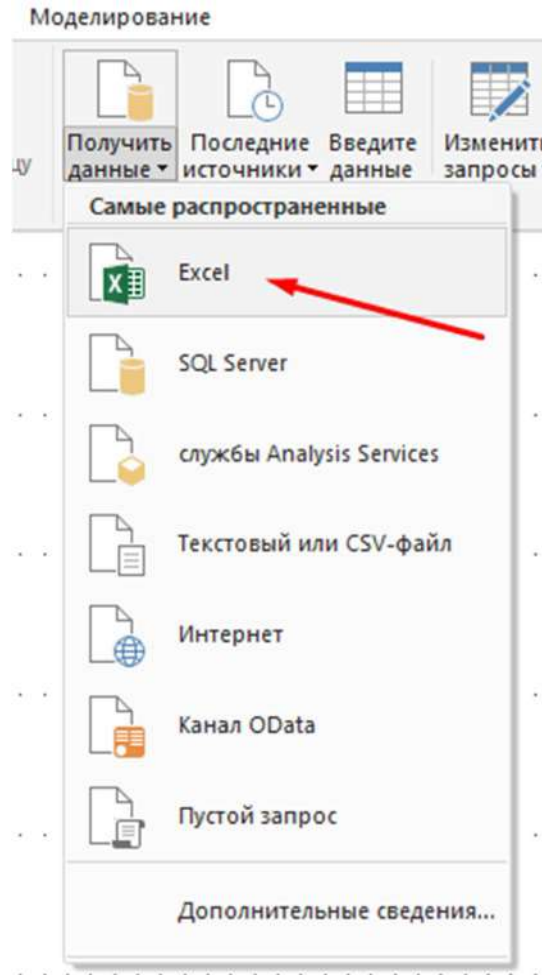 Моделирование
Получить данные
Последние источники
Введите данные
запросы
Самые распространенные
Excel
SQL Server
службы Analysis Services
Текстовый или CSV-файл
Интернет
Канал OData
Пустой запрос
Дополнительные сведения...